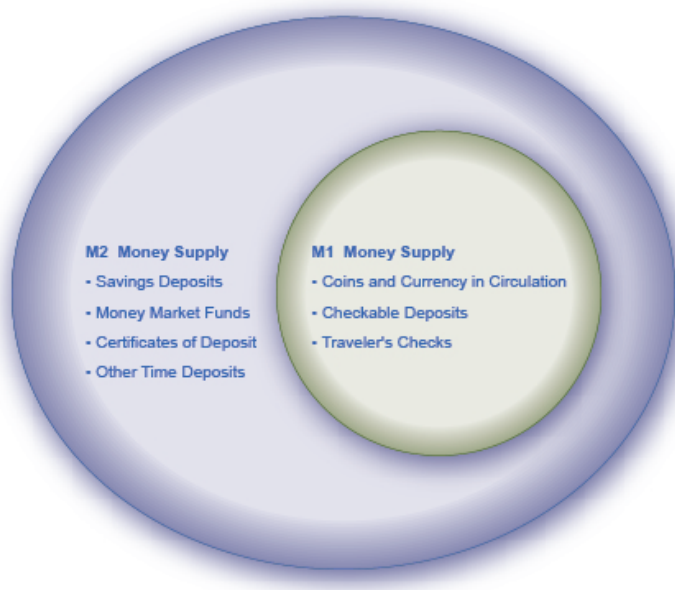 M2 Money Supply
- Savings Deposits
- Money Market Funds
- Certificates of Deposit
- Other Time Deposits
M1 Money Supply
- Coins and Currency in Circulation
- Checkable Deposits
- Traveler's Checks